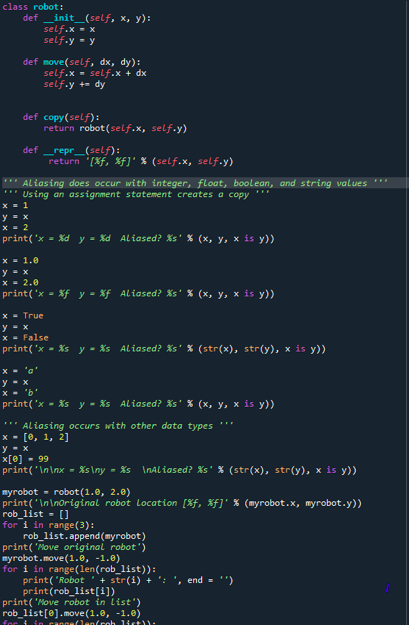 class robot:
    def __init__(self, x, y):
        self.x = x
        self.y = y

    def move(self, dx, dy):
        self.x = self.x + dx
        self.y += dy

    def copy(self):
        return robot(self.x, self.y)

    def __repr__(self):
         return '[%f, %f]' % (self.x, self.y)

''' Aliasing does occur with integer, float, boolean, and string values '''
''' Using an assignment statement creates a copy '''
x = 1
y = x
x = 2
print('x = %d  y = %d  Aliased? %s' % (x, y, x is y))

x = 1.0
y = x
x = 2.0
print('x = %f  y = %f  Aliased? %s' % (x, y, x is y))

x = True
y = x
x = False
print('x = %s  y = %s  Aliased? %s' % (str(x), str(y), x is y))

x = 'a'
y = x
x = 'b'
print('x = %s  y = %s  Aliased? %s' % (x, y, x is y))

''' Aliasing occurs with other data types '''
x = [0, 1, 2]
y = x
x[0] = 99
print('\n\nx = %s\ny = %s  \nAliased? %s' % (str(x), str(y), x is y))

myrobot = robot(1.0, 2.0)
print('\n\nOriginal robot location [%f, %f]' % (myrobot.x, myrobot.y))
rob_list = []
for i in range(3):
    rob_list.append(myrobot)
print('Move original robot')
myrobot.move(1.0, -1.0)
for i in range(len(rob_list)):
    print('Robot ' + str(i) + ': ', end = '')
    print(rob_list[i])
print('Move robot in list')
rob_list[0].move(1.0, -1.0)
for i in range(len(rob_list)):